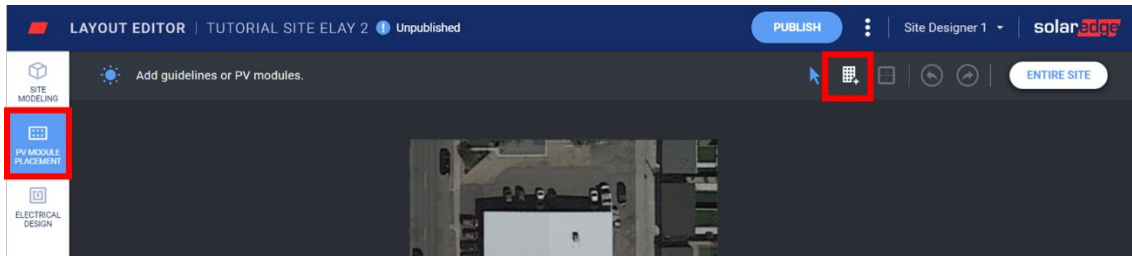 LAYOUT EDITOR | TUTORIAL SITE ELAY 2 ! Unpublished
PUBLISH
Site Designer 1
solaredge
SITE
MODELING
Add guidelines or PV modules.
ENTIRE SITE
PV MODULE
PLACEMENT
ELECTRICAL
DESIGN